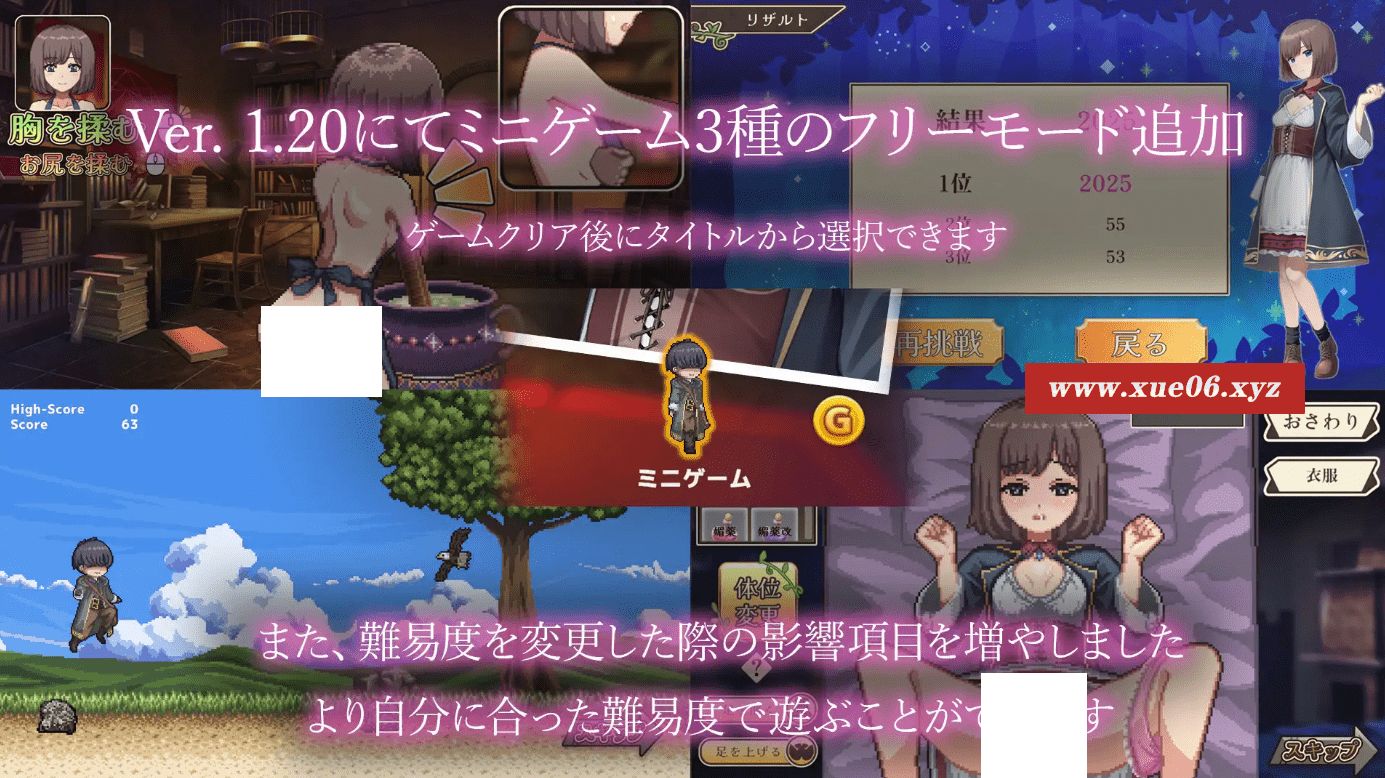 リザルト
胸を揉む
お尻を揉む
Ver. 1.20にてミニゲーム3種のフリーモード追加
結果
1位 2025
ゲームクリア後にタイトルから選択できます
2位 55
3位 53
再挑戦
戻る
www.xue06.xyz
High-Score 0
Score 63
G
ミニゲーム
おさわり
衣服
媚薬
媚薬改
体位
変更
?
また、難易度を変更した際の影響項目を増やしました
より自分に合った難易度で遊ぶことがで
す
足を上げる
スキップ